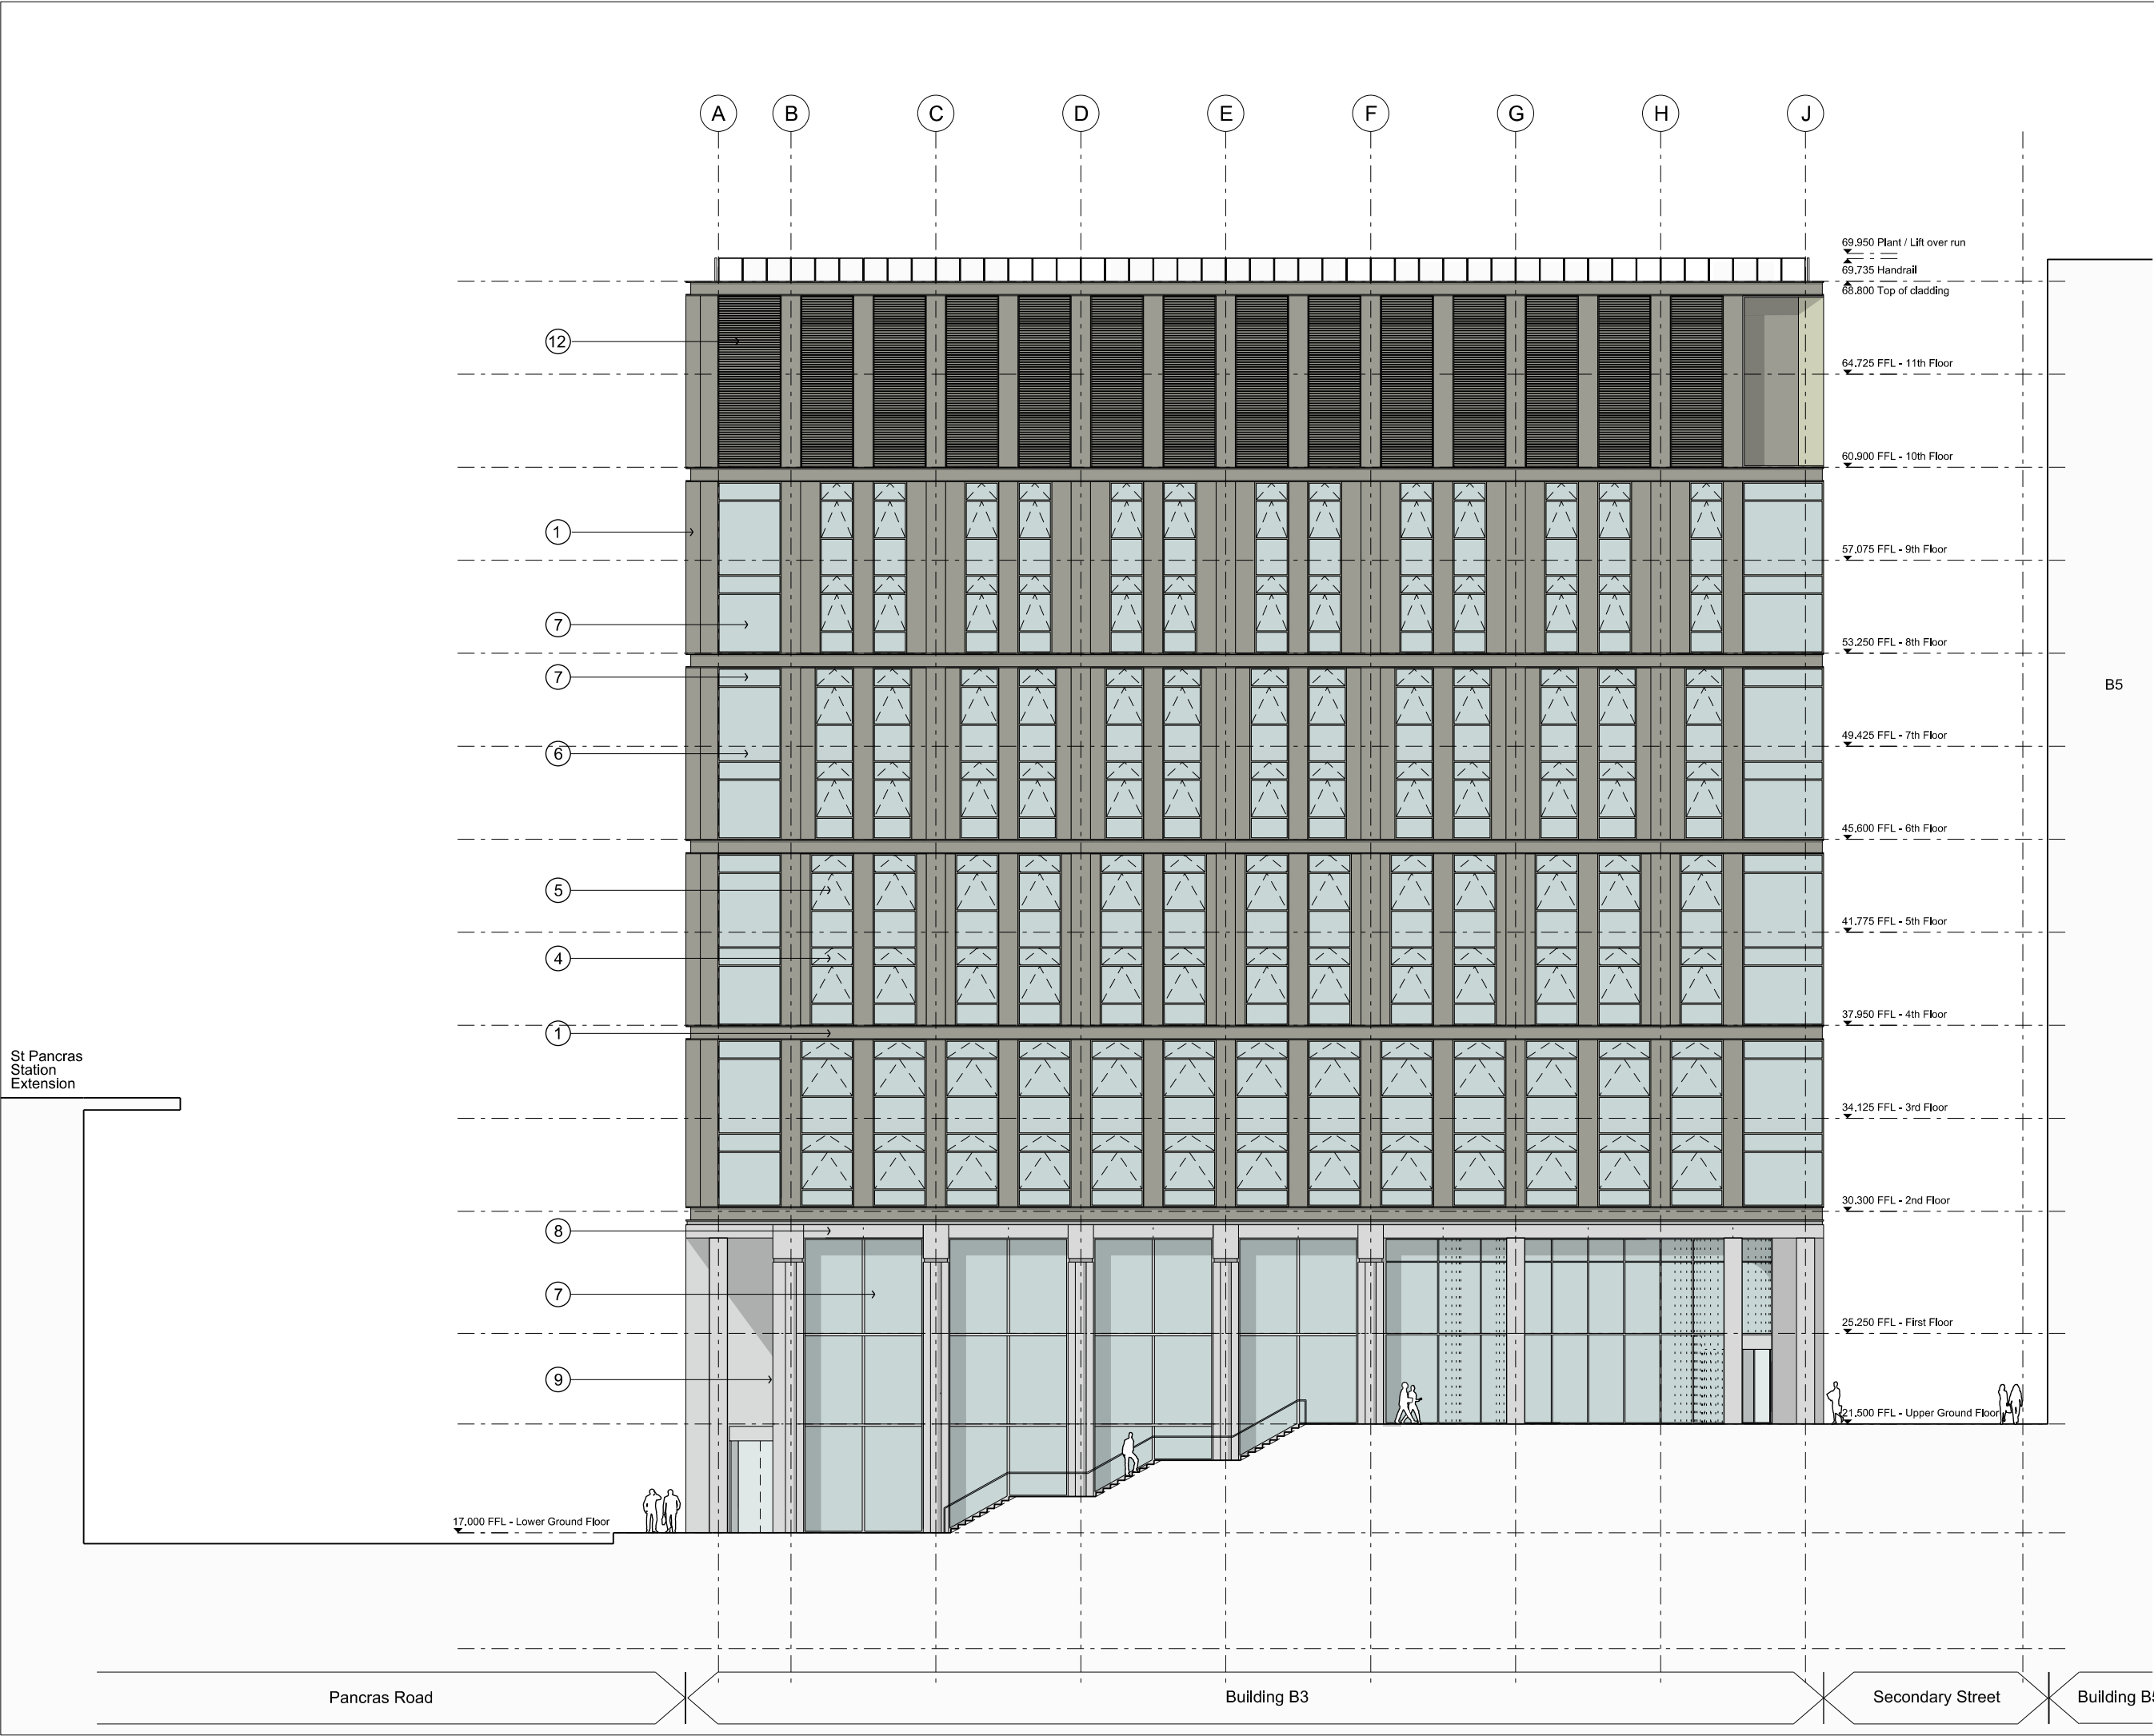 A B C D E F G H J
69.950 Plant / Lift over run
69.735 Handrail
68.800 Top of cladding
12
64.725 FFL - 11th Floor
60.900 FFL - 10th Floor
1
57.075 FFL - 9th Floor
7
53.250 FFL - 8th Floor
7
B5
49.425 FFL - 7th Floor
6
45.600 FFL - 6th Floor
5
41.775 FFL - 5th Floor
4
37.950 FFL - 4th Floor
1
St Pancras
Station
Extension
34.125 FFL - 3rd Floor
30.300 FFL - 2nd Floor
8
7
25.250 FFL - First Floor
9
21.500 FFL - Upper Ground Floor
17.000 FFL - Lower Ground Floor
Pancras Road Building B3 Secondary Street Building B5